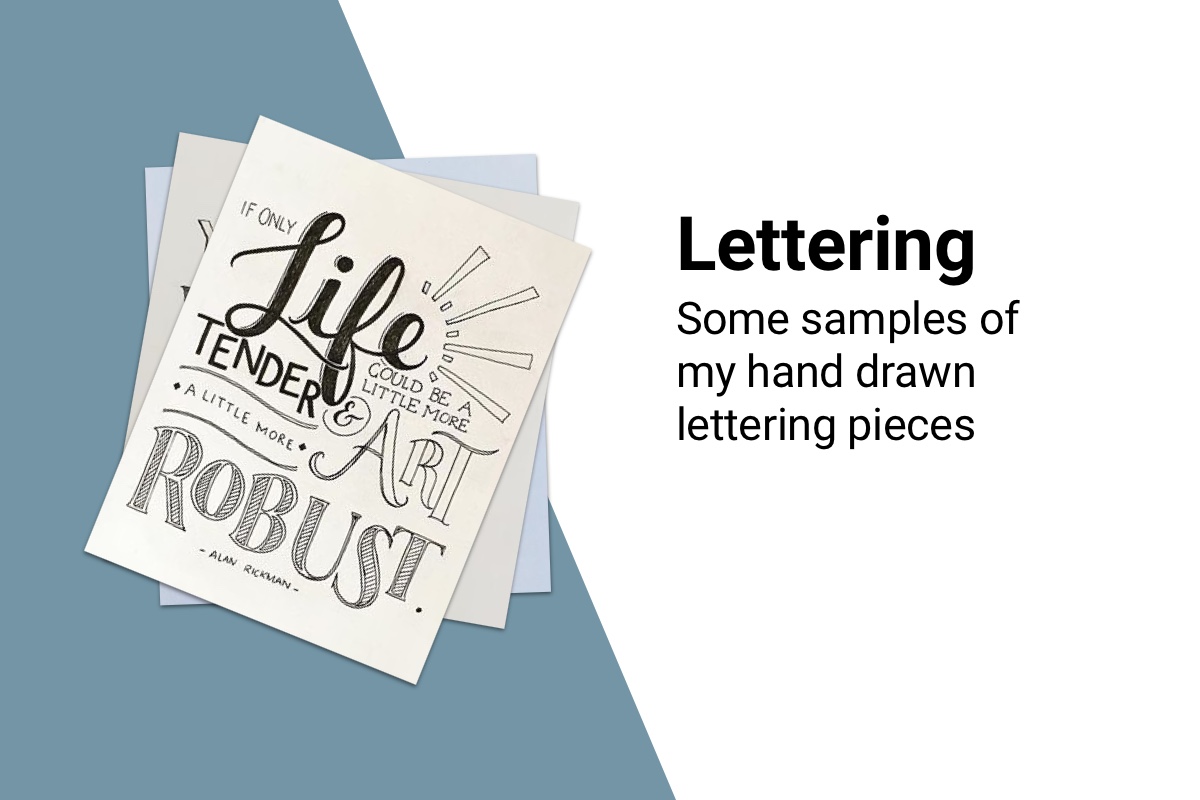 IF ONLY
Life
COULD BE A
LITTLE MORE
TENDER
& ART
• A LITTLE MORE •
ROBUST.
- ALAN RICKMAN -
Lettering
Some samples of
my hand drawn
lettering pieces